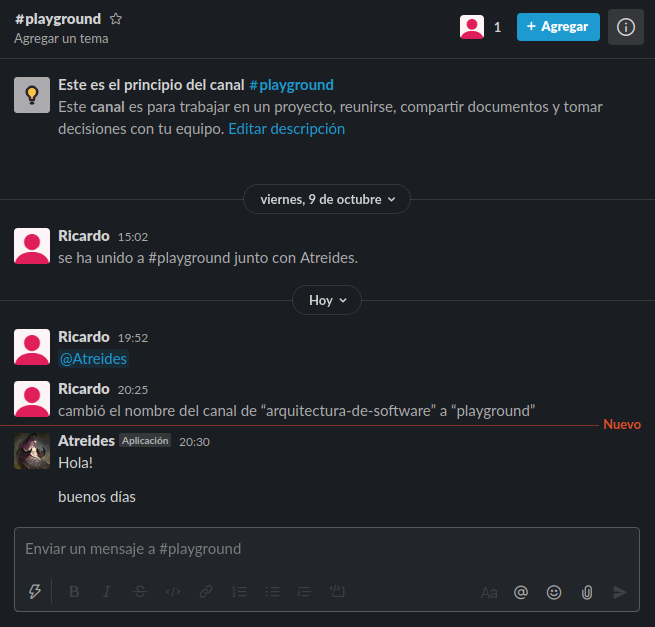 #playground
Agregar un tema
1
+ Agregar
Este es el principio del canal #playground
Este canal es para trabajar en un proyecto, reunirse, compartir documentos y tomar
decisiones con tu equipo. Editar descripción
viernes, 9 de octubre
Ricardo 15:02
se ha unido a #playground junto con Atreides.
Hoy
Ricardo 19:52
@Atreides
Ricardo 20:25
cambió el nombre del canal de “arquitectura-de-software” a “playground”
Nuevo
Atreides Aplicación 20:30
Hola!
buenos días
Enviar un mensaje a #playground
B I S </> Aa @